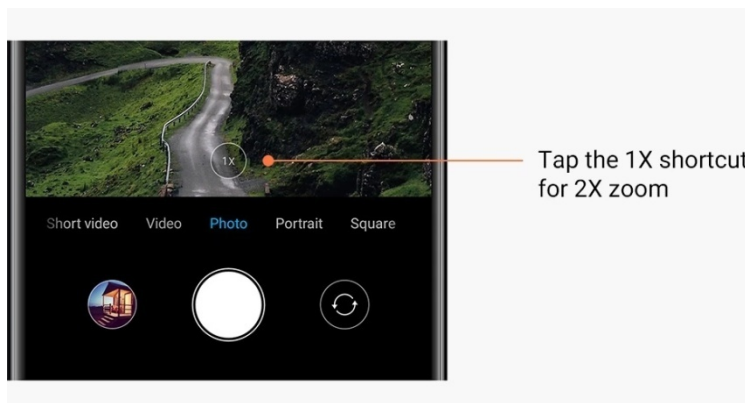 1X
Tap the 1X shortcut
for 2X zoom
Short video Video Photo Portrait Square